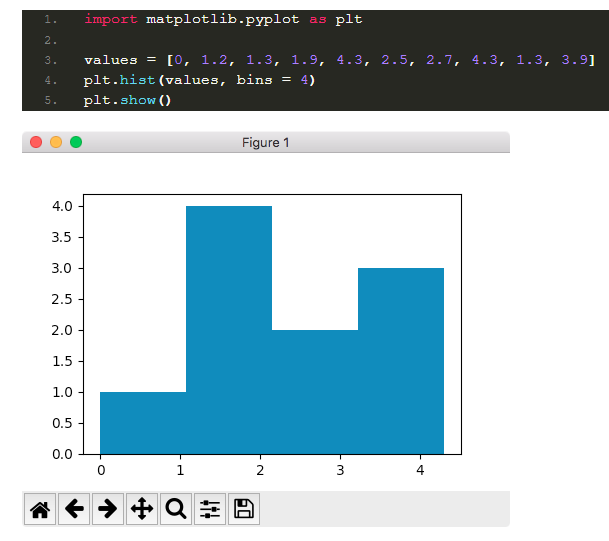 1. import matplotlib.pyplot as plt
2.
3. values = [0, 1.2, 1.3, 1.9, 4.3, 2.5, 2.7, 4.3, 1.3, 3.9]
4. plt.hist(values, bins = 4)
5. plt.show()
Figure 1
4.0
3.5
3.0
2.5
2.0
1.5
1.0
0.5
0.0
0 1 2 3 4